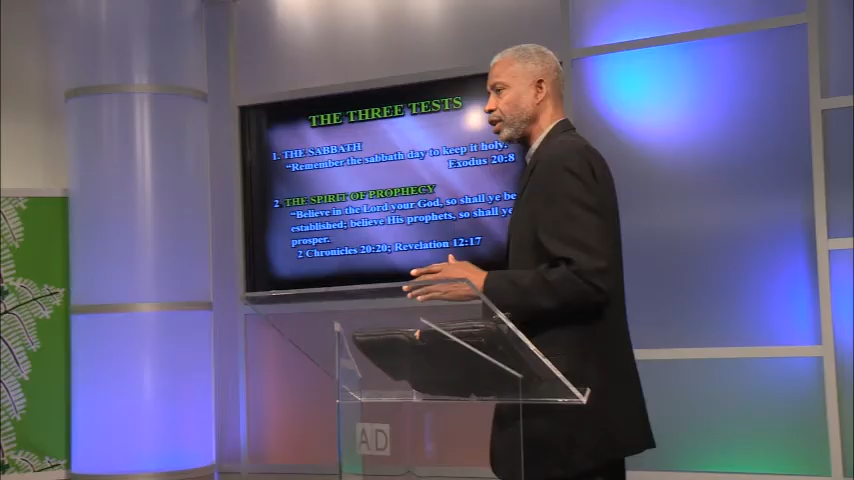 THE THREE TESTS
1. THE SABBATH
"Remember the sabbath day to keep it holy.
Exodus 20:8
2. THE SPIRIT OF PROPHECY
"Believe in the Lord your God, so shall ye be
established; believe His prophets, so shall ye
prosper.
2 Chronicles 20:20; Revelation 12:17
AD